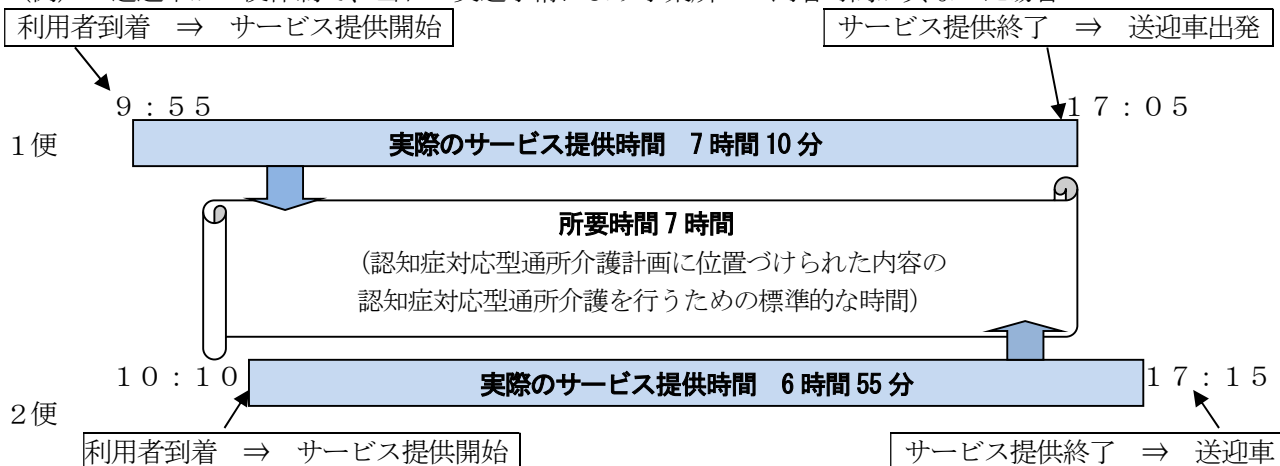 利用者到着　⇒　サービス提供開始
サービス提供終了　⇒　送迎車出発
９：５５
１７：０５
１便
実際のサービス提供時間　７時間10分
所要時間７時間
（認知症対応型通所介護計画に位置づけられた内容の
認知症対応型通所介護を行うための標準的な時間）
１０：１０
実際のサービス提供時間　６時間55分
１７：１５
２便
利用者到着　⇒　サービス提供開始
サービス提供終了　⇒　送迎車